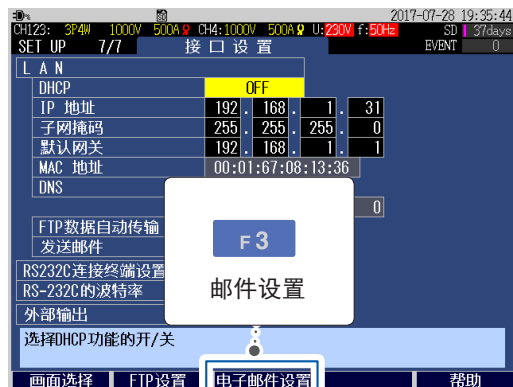 2017-07-28 19:35:44
CH123: 3P4W 1000V 500A CH4:1000V 500A U:230V f:50Hz SD 37days
SET UP 7/7 接口设置 EVENT 0
LAN
DHCP OFF
IP 地址 192. 168. 1. 31
子网掩码 255. 255. 255. 0
默认网关 192. 168. 1. 1
MAC 地址 00:01:67:08:13:36
DNS
0
FTP数据自动传输
发送邮件
F3
邮件设置
RS232C连接终端设置
RS-232C的波特率
外部输出
选择DHCP功能的开/关
画面选择 FTP设置 电子邮件设置 帮助